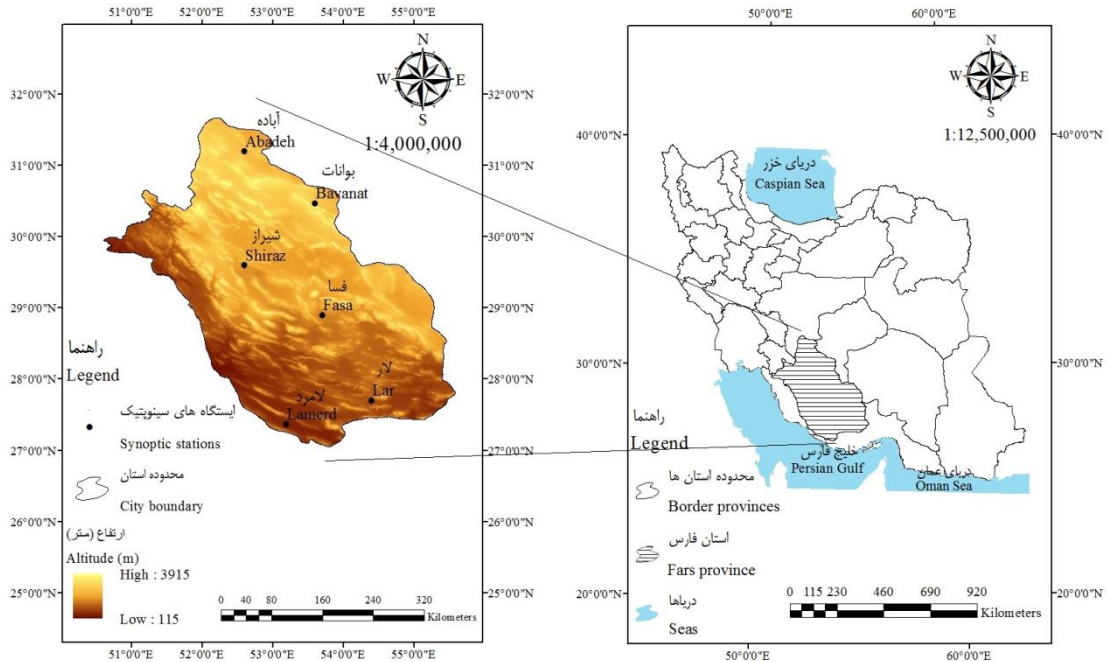 51°0'0"E 52°0'0"E 53°0'0"E 54°0'0"E 55°0'0"E
32°0'0"N
31°0'0"N
30°0'0"N
29°0'0"N
28°0'0"N
27°0'0"N
26°0'0"N
25°0'0"N
N
W E
S
1:4,000,000
آباده
Abadeh
بوانات
Bavanat
شیراز
Shiraz
فسا
Fasa
لار
Lar
لامرد
Lamerd
راهنما
Legend
ایستگاه های سینوپتیک
Synoptic stations
محدوده استان
City boundary
ارتفاع (متر)
Altitude (m)
High : 3915
Low : 115
0 40 80 160 240 320
Kilometers
32°0'0"N
31°0'0"N
30°0'0"N
29°0'0"N
28°0'0"N
27°0'0"N
26°0'0"N
25°0'0"N
51°0'0"E 52°0'0"E 53°0'0"E 54°0'0"E 55°0'0"E
50°0'0"E 60°0'0"E
40°0'0"N
30°0'0"N
20°0'0"N
N
W E
S
1:12,500,000
دریای خزر
Caspian Sea
خلیج فارس
Persian Gulf
دریای عمان
Oman Sea
راهنما
Legend
محدوده استان ها
Border provinces
استان فارس
Fars province
دریاها
Seas
0 115 230 460 690 920
Kilometers
40°0'0"N
30°0'0"N
20°0'0"N
50°0'0"E 60°0'0"E